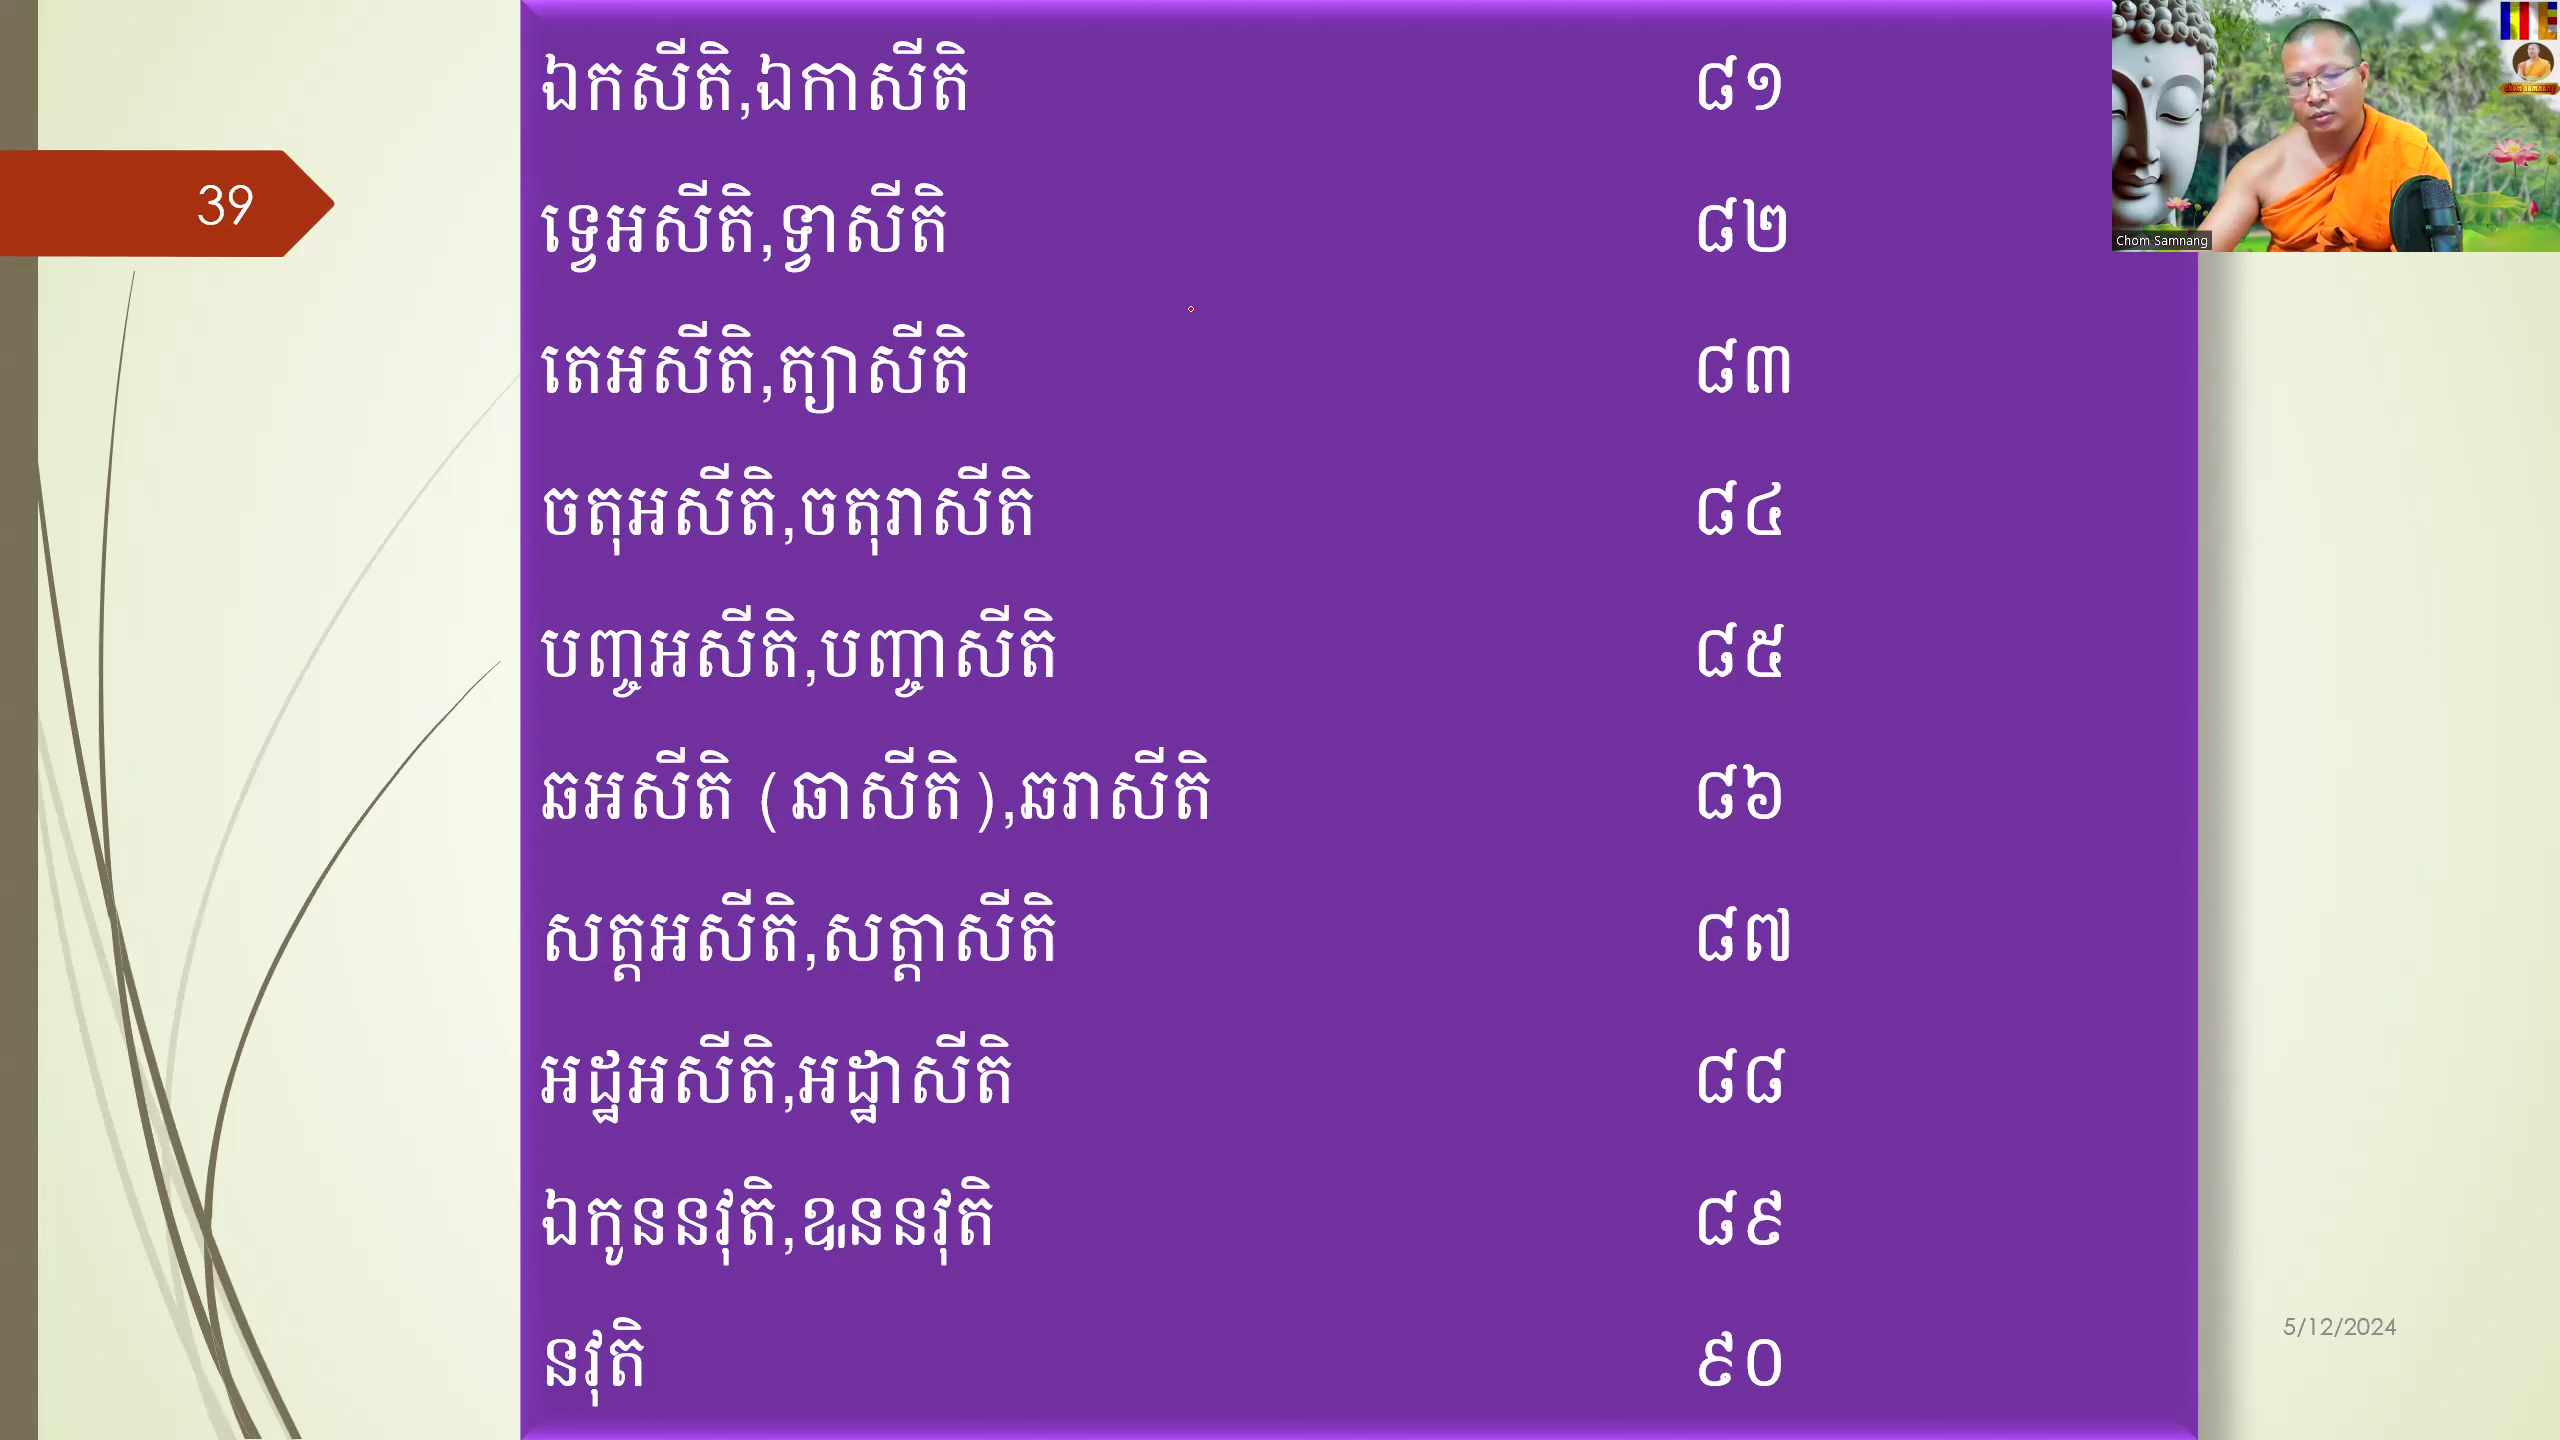 ឯកសីតិ,ឯកាសីតិ ៨១
ទ្វេអសីតិ,ទ្វាសីតិ ៨២
តេអសីតិ,ត្យាសីតិ ៨៣
ចតុអសីតិ,ចតុរាសីតិ ៨៤
បញ្ចអសីតិ,បញ្ចាសីតិ ៨៥
ឆអសីតិ (ឆាសីតិ),ឆរាសីតិ ៨៦
សត្តអសីតិ,សត្តាសីតិ ៨៧
អដ្ឋអសីតិ,អដ្ឋាសីតិ ៨៨
ឯកូននវុតិ,ឩននវុតិ ៨៩
នវុតិ ៩០
39
Chom Samnang
5/12/2024